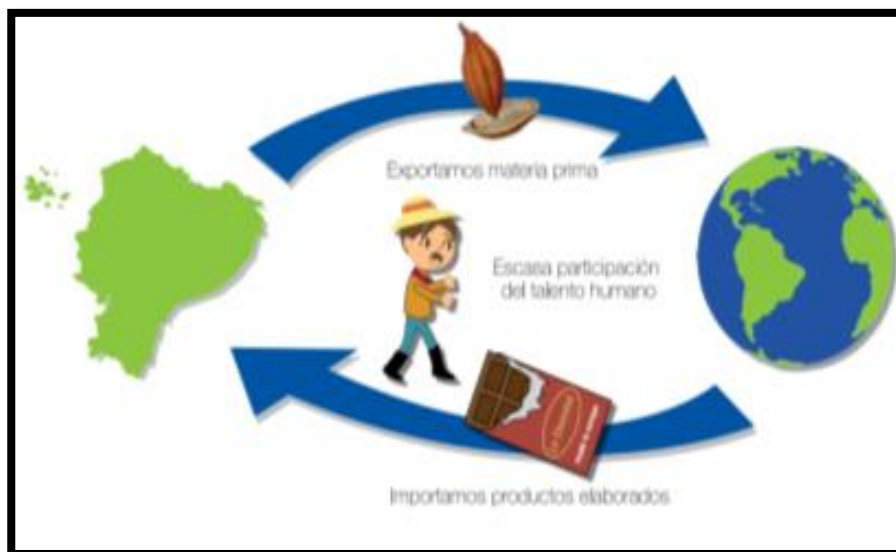 Exportamos materia prima
Escasa participación
del talento humano
Importamos productos elaborados